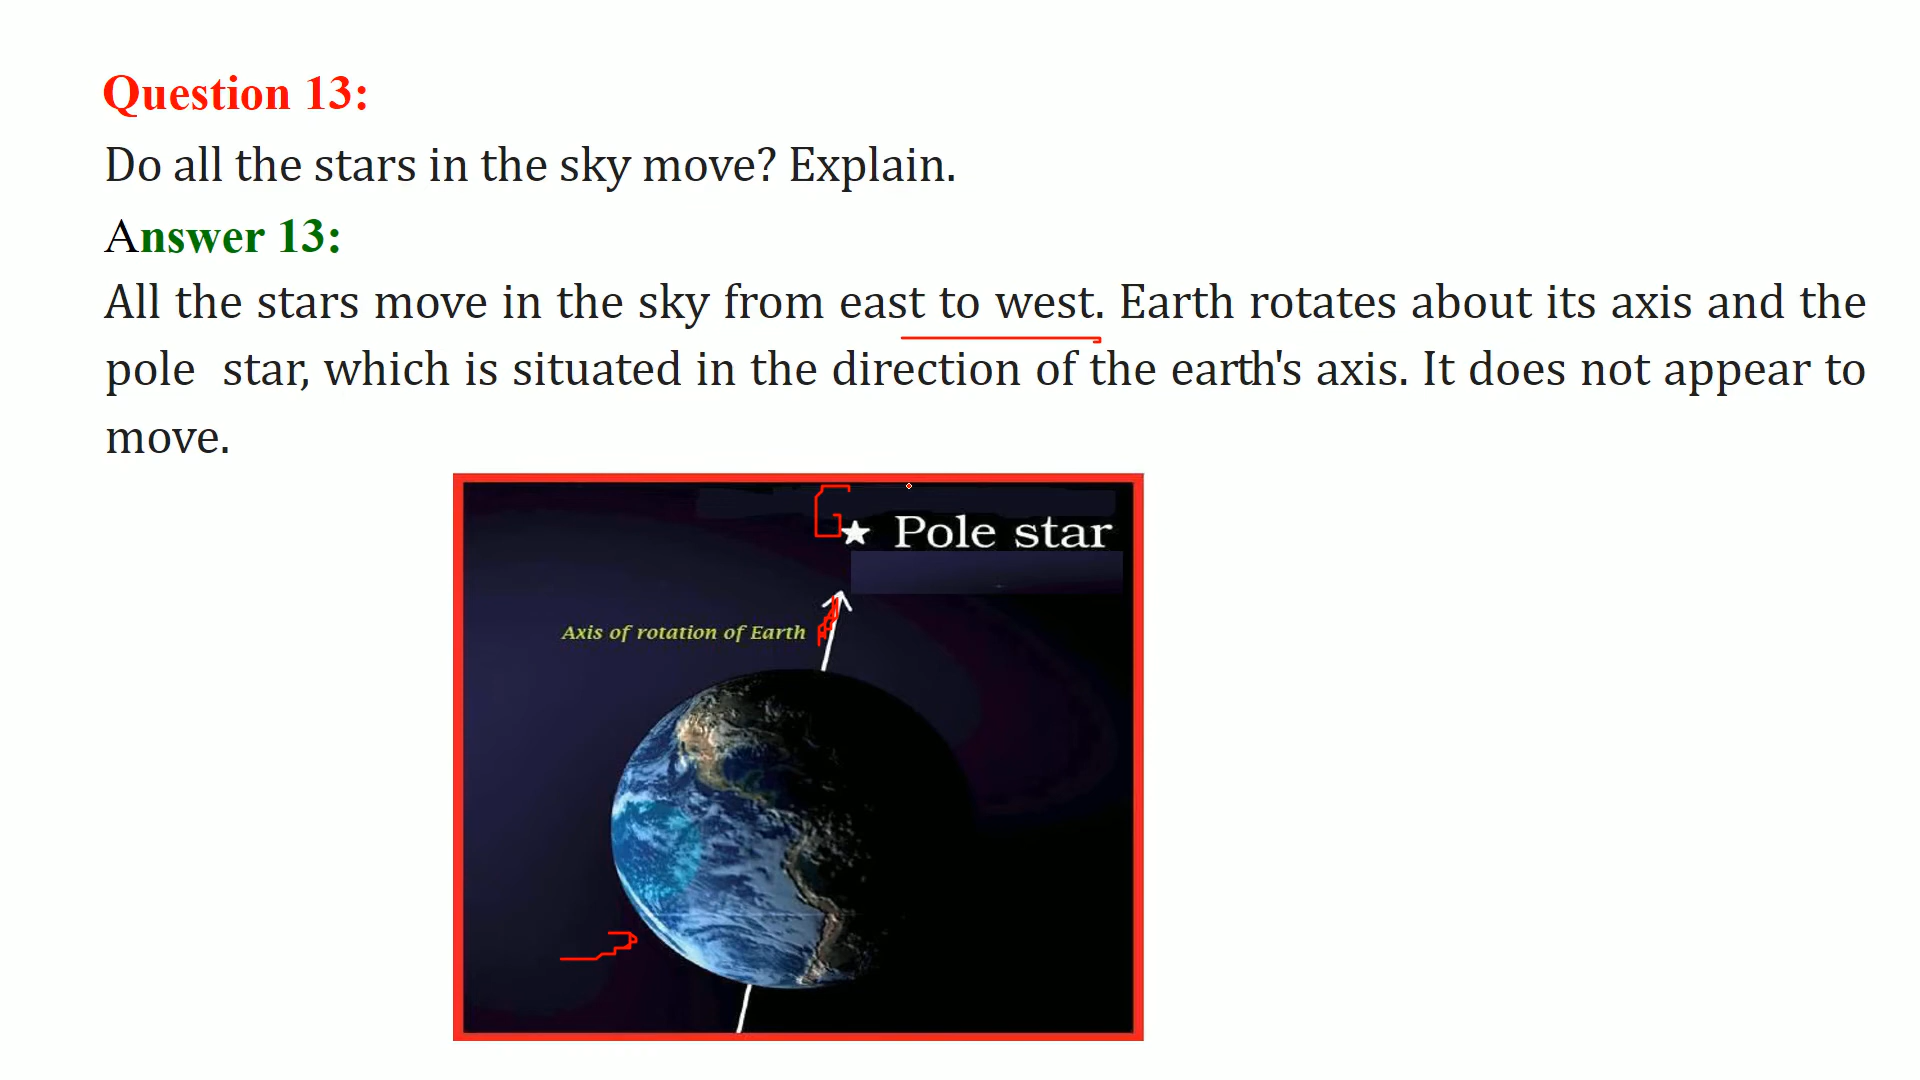 Question 13:
Do all the stars in the sky move? Explain.
Answer 13:
All the stars move in the sky from east to west. Earth rotates about its axis and the
pole star, which is situated in the direction of the earth's axis. It does not appear to
move.
Pole star
Axis of rotation of Earth